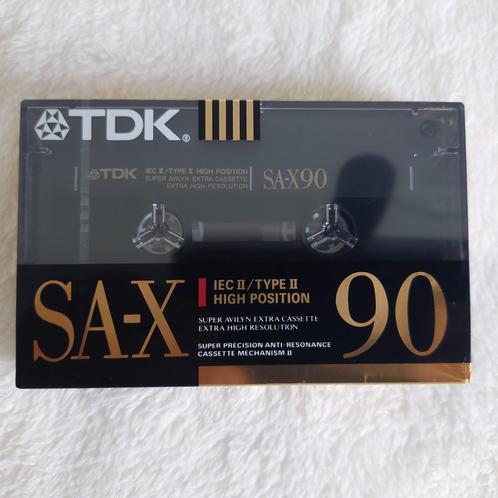 TDK®
TDK
IEC II/TYPE II HIGH POSITION
SUPER AVILYN EXTRA CASSETTE
EXTRA HIGH RESOLUTION
SA-X90
SA-X
IEC II/TYPE II
HIGH POSITION
SUPER AVILYN EXTRA CASSETTE
EXTRA HIGH RESOLUTION
SUPER PRECISION ANTI-RESONANCE
CASSETTE MECHANISM II
90